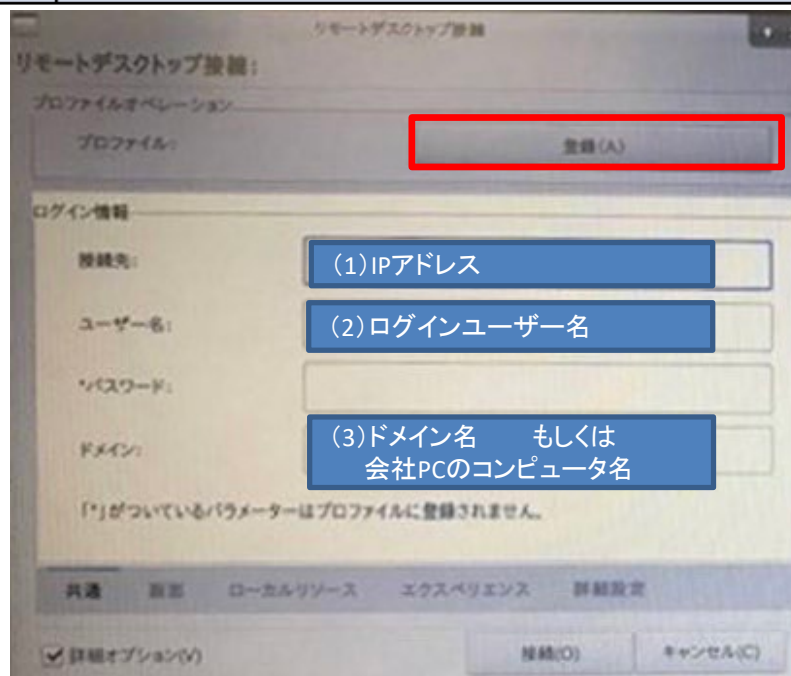 リモートデスクトップ接続
リモートデスクトップ接続:
プロファイルオペレーション
プロファイル: 登録(A)
ログイン情報
接続先: （1）IPアドレス
ユーザー名: （2）ログインユーザー名
*パスワード:
ドメイン: （3）ドメイン名　　もしくは
会社PCのコンピュータ名
「*」がついているパラメーターはプロファイルに登録されません。
共通 画面 ローカルリソース エクスペリエンス 詳細設定
詳細オプション(V) 接続(O) キャンセル(C)